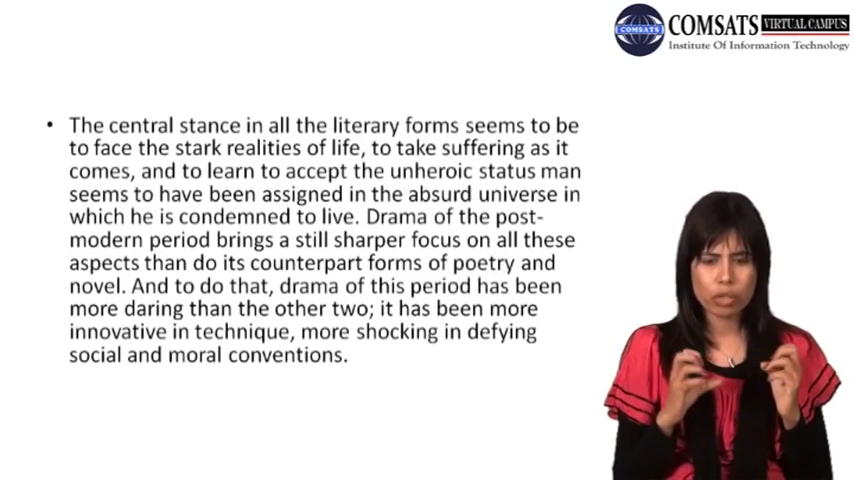 COMSATS
COMSATS VIRTUAL CAMPUS
Institute Of Information Technology
• The central stance in all the literary forms seems to be
to face the stark realities of life, to take suffering as it
comes, and to learn to accept the unheroic status man
seems to have been assigned in the absurd universe in
which he is condemned to live. Drama of the post-
modern period brings a still sharper focus on all these
aspects than do its counterpart forms of poetry and
novel. And to do that, drama of this period has been
more daring than the other two; it has been more
innovative in technique, more shocking in defying
social and moral conventions.